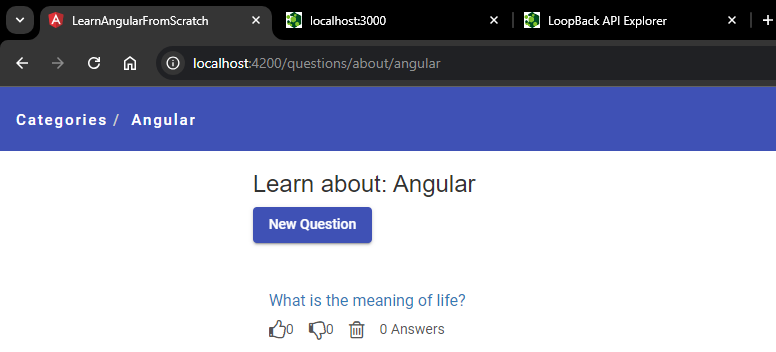 LearnAngularFromScratch
localhost:3000
LoopBack API Explorer
localhost:4200/questions/about/angular
Categories / Angular
Learn about: Angular
New Question
What is the meaning of life?
0 0 0 Answers